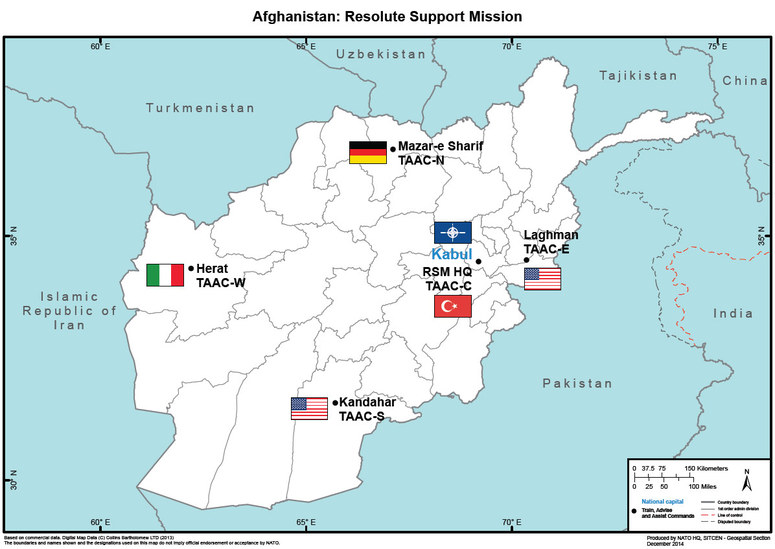 Afghanistan: Resolute Support Mission
60° E
65° E
70° E
75° E
Uzbekistan
Tajikistan
China
Turkmenistan
Mazar-e Sharif
TAAC-N
35° N
35° N
Laghman
TAAC-E
Kabul
RSM HQ
TAAC-C
Herat
TAAC-W
Islamic
Republic of
Iran
India
Pakistan
Kandahar
TAAC-S
30° N
0 37.5 75 150 Kilometers
0 25 50 100 Miles
N
National capital
Train, Advise
and Assist Commands
Country boundary
1st order admin division
Line of control
Disputed boundary
60° E
65° E
70° E
Based on commercial data, Digital Map Data (C) Collins Bartholomew LTD (2013)
The boundaries and names shown and the designations used on this map do not imply official endorsement or acceptance by NATO.
Produced by NATO HQ, SITCEN - Geospatial Section
December 2014